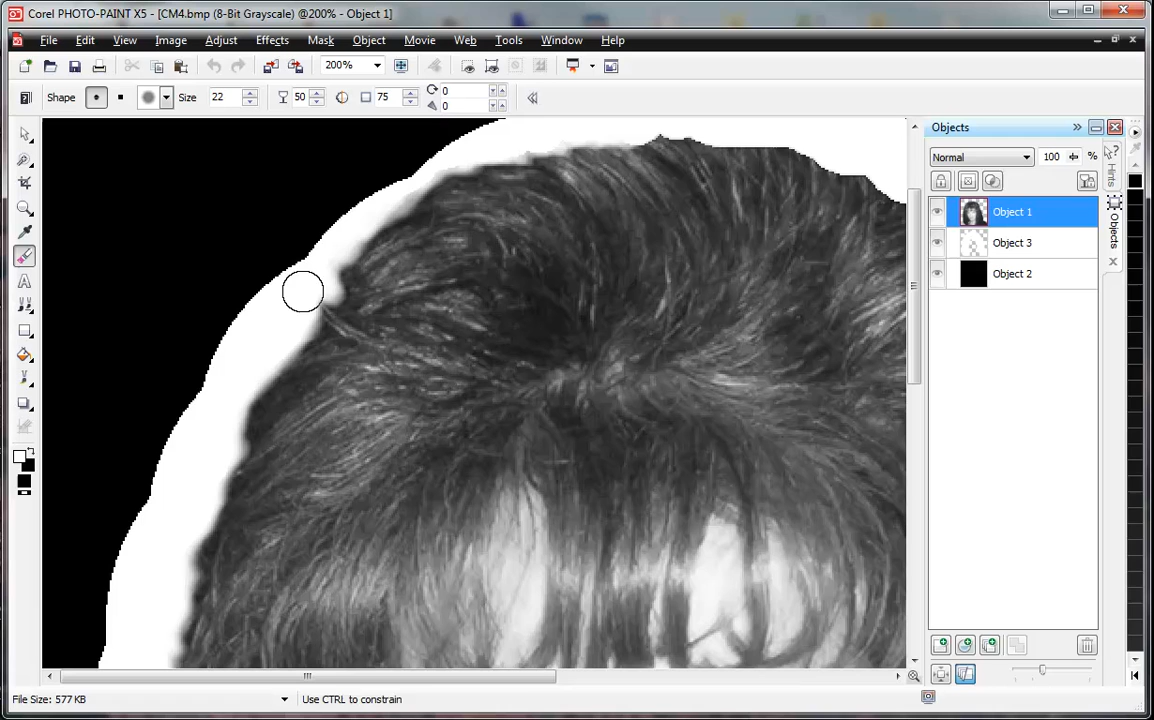 Corel PHOTO-PAINT X5 - [CM4.bmp (8-Bit Grayscale) @200% - Object 1]
File Edit View Image Adjust Effects Mask Object Movie Web Tools Window Help
200%
Shape Size 22 50 75 0
0
Objects
Normal 100 %
Hints
Objects
Object 1
Object 3
Object 2
File Size: 577 KB Use CTRL to constrain